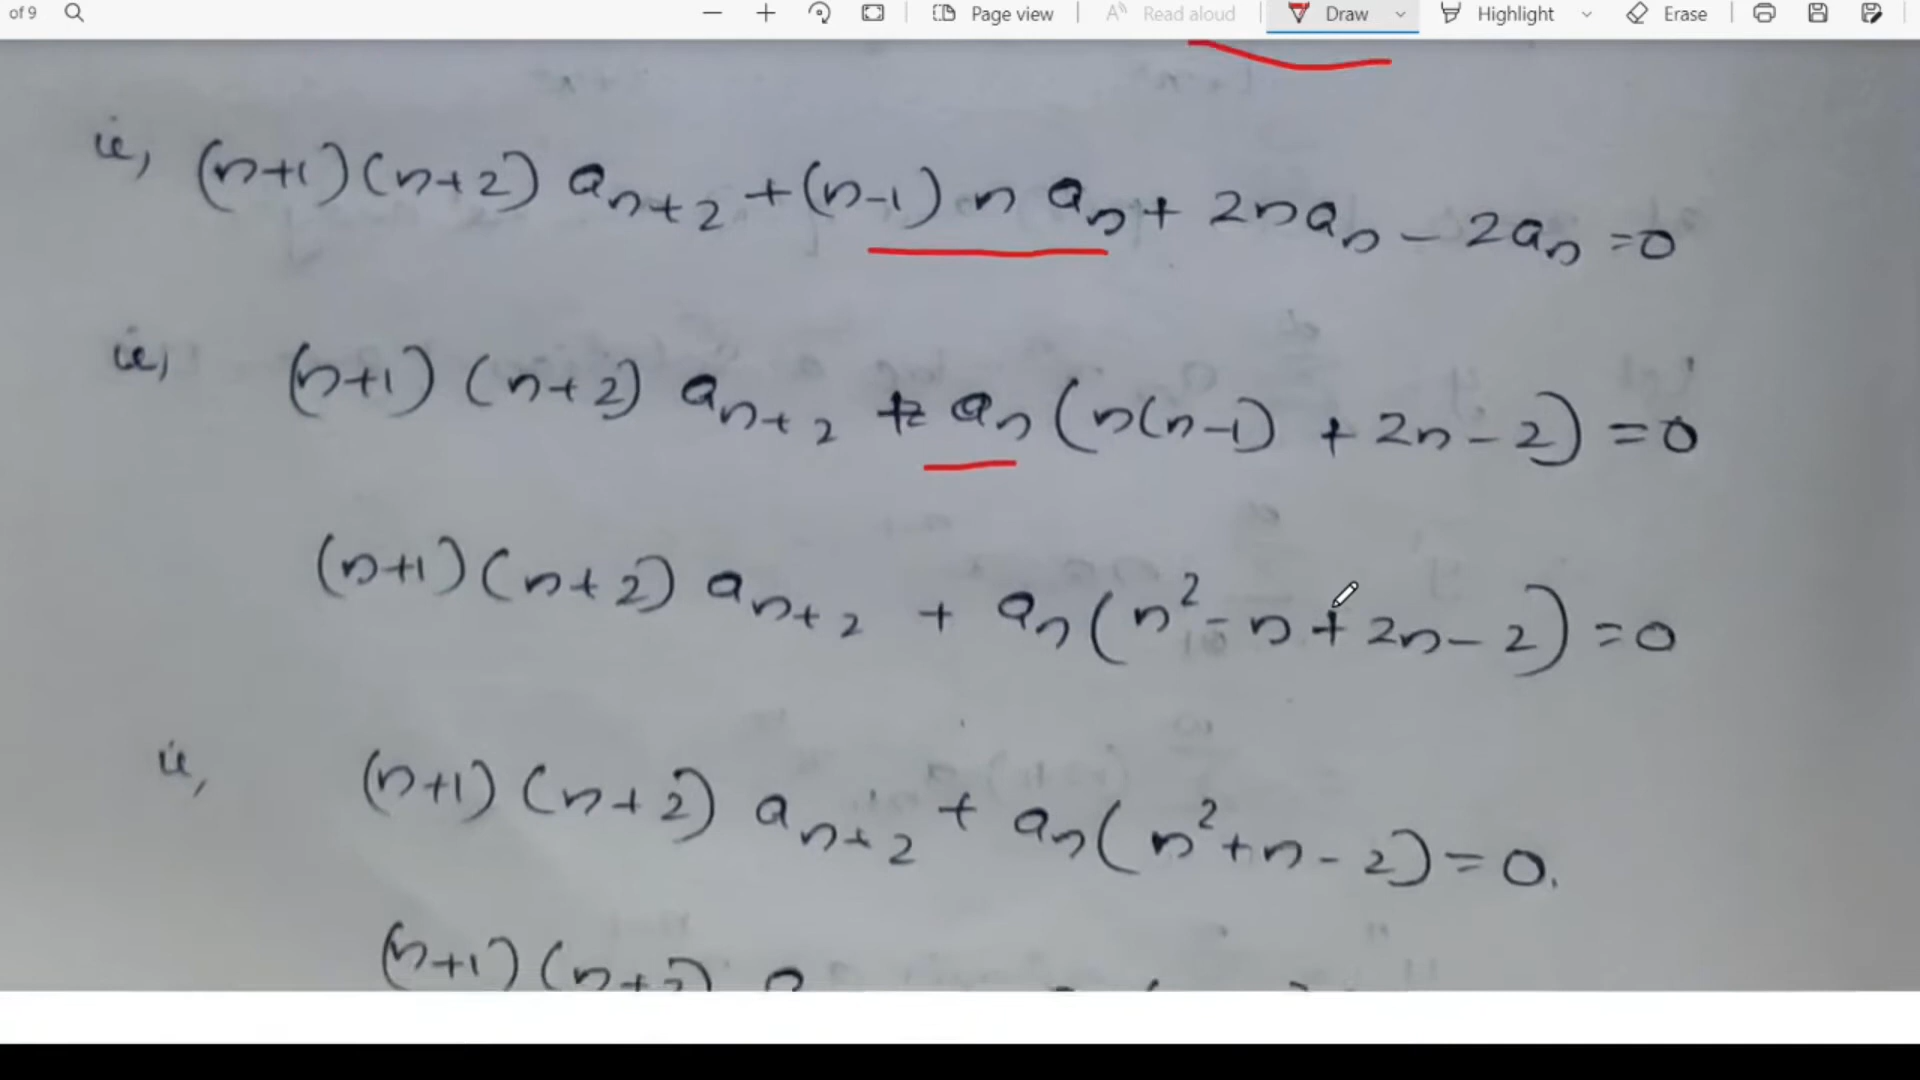 of 9 Page view Read aloud Draw Highlight Erase
ie, (n+1)(n+2) aₙ₊₂ + (n-1) n aₙ + 2naₙ - 2aₙ = 0
ie, (n+1) (n+2) aₙ₊₂ + aₙ (n(n-1) + 2n - 2) = 0
(n+1)(n+2) aₙ₊₂ + aₙ (n² - n + 2n - 2) = 0
ie, (n+1) (n+2) aₙ₊₂ + aₙ (n² + n - 2) = 0.
(n+1) (n+2) a